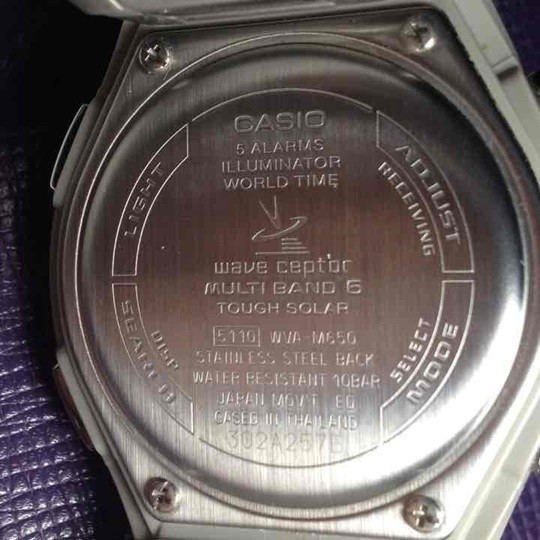 CASIO
5 ALARMS
ILLUMINATOR
WORLD TIME
wave ceptor
MULTI BAND 6
TOUGH SOLAR
5110 WVA-M650
STAINLESS STEEL BACK
WATER RESISTANT 10BAR
JAPAN MOV'T EG
CASED IN THAILAND
302A257E
LIGHT
ADJUST
RECEIVING
DISP
SEARCH
SELECT
MODE